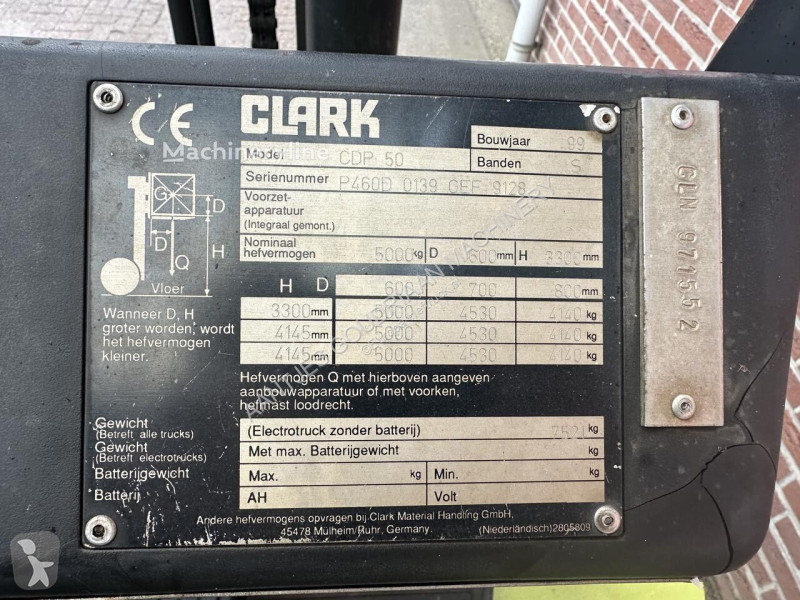 CE CLARK
Machineryline
Model CDP 50
Bouwjaar 99
Banden S
Serienummer P460D 0139 CEF 9128
Voorzet-
apparatuur
(Integraal gemont.)
Nominaal
hefvermogen 5000 kg D 600 mm H 3300 mm
G
D
D
H
Q
Vloer
H D 600 700 800 mm
3300 mm 5000 4530 4140 kg
4145 mm 5000 4530 4140 kg
4145 mm 5000 4530 4140 kg
Wanneer D, H
groter worden, wordt
het hefvermogen
kleiner.
Hefvermogen Q met hierboven aangeven
aanbouwapparatuur of met voorken,
hefmast loodrecht.
Gewicht
(Betreft alle trucks)
(Electrotruck zonder batterij) 7521 kg
Gewicht
(Betreft electrotrucks)
Met max. Batterijgewicht kg
Batterijgewicht Max. kg Min. kg
Batterij AH Volt
Andere hefvermogens opvragen bij Clark Material Handling GmbH,
45478 Mülheim/Ruhr, Germany. (Niederländisch) 2805809
GLN 971552